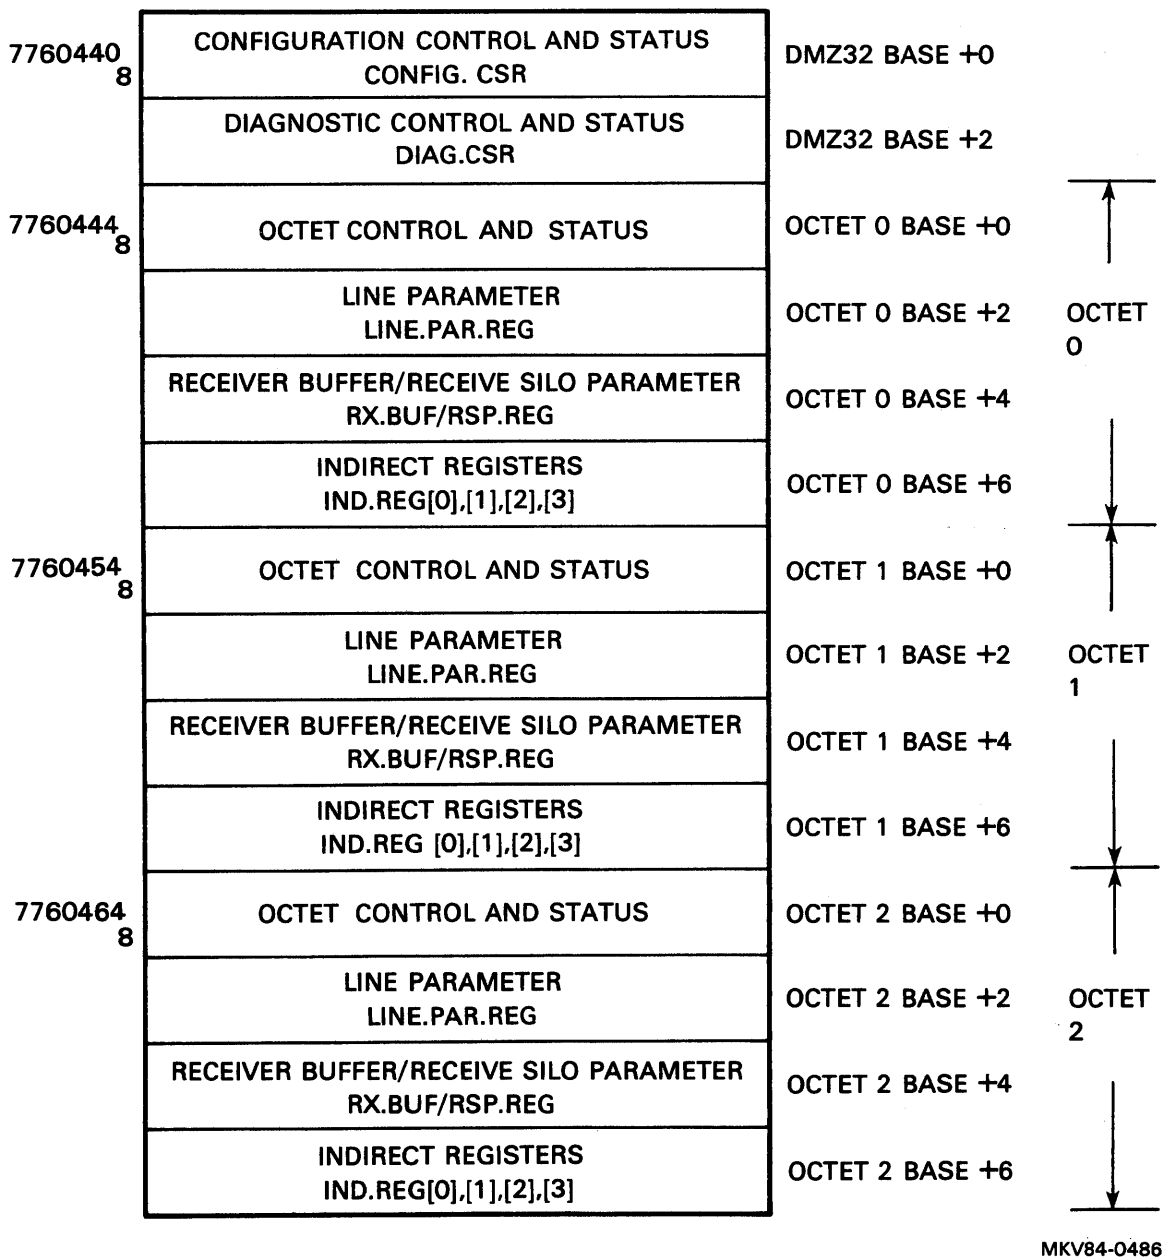 7760440
8
CONFIGURATION CONTROL AND STATUS
CONFIG. CSR
DMZ32 BASE +0
DIAGNOSTIC CONTROL AND STATUS
DIAG.CSR
DMZ32 BASE +2
7760444
8
OCTET CONTROL AND STATUS
OCTET 0 BASE +0
LINE PARAMETER
LINE.PAR.REG
OCTET 0 BASE +2
OCTET
0
RECEIVER BUFFER/RECEIVE SILO PARAMETER
RX.BUF/RSP.REG
OCTET 0 BASE +4
INDIRECT REGISTERS
IND.REG[0],[1],[2],[3]
OCTET 0 BASE +6
7760454
8
OCTET CONTROL AND STATUS
OCTET 1 BASE +0
LINE PARAMETER
LINE.PAR.REG
OCTET 1 BASE +2
OCTET
1
RECEIVER BUFFER/RECEIVE SILO PARAMETER
RX.BUF/RSP.REG
OCTET 1 BASE +4
INDIRECT REGISTERS
IND.REG [0],[1],[2],[3]
OCTET 1 BASE +6
7760464
8
OCTET CONTROL AND STATUS
OCTET 2 BASE +0
LINE PARAMETER
LINE.PAR.REG
OCTET 2 BASE +2
OCTET
2
RECEIVER BUFFER/RECEIVE SILO PARAMETER
RX.BUF/RSP.REG
OCTET 2 BASE +4
INDIRECT REGISTERS
IND.REG[0],[1],[2],[3]
OCTET 2 BASE +6
MKV84-0486